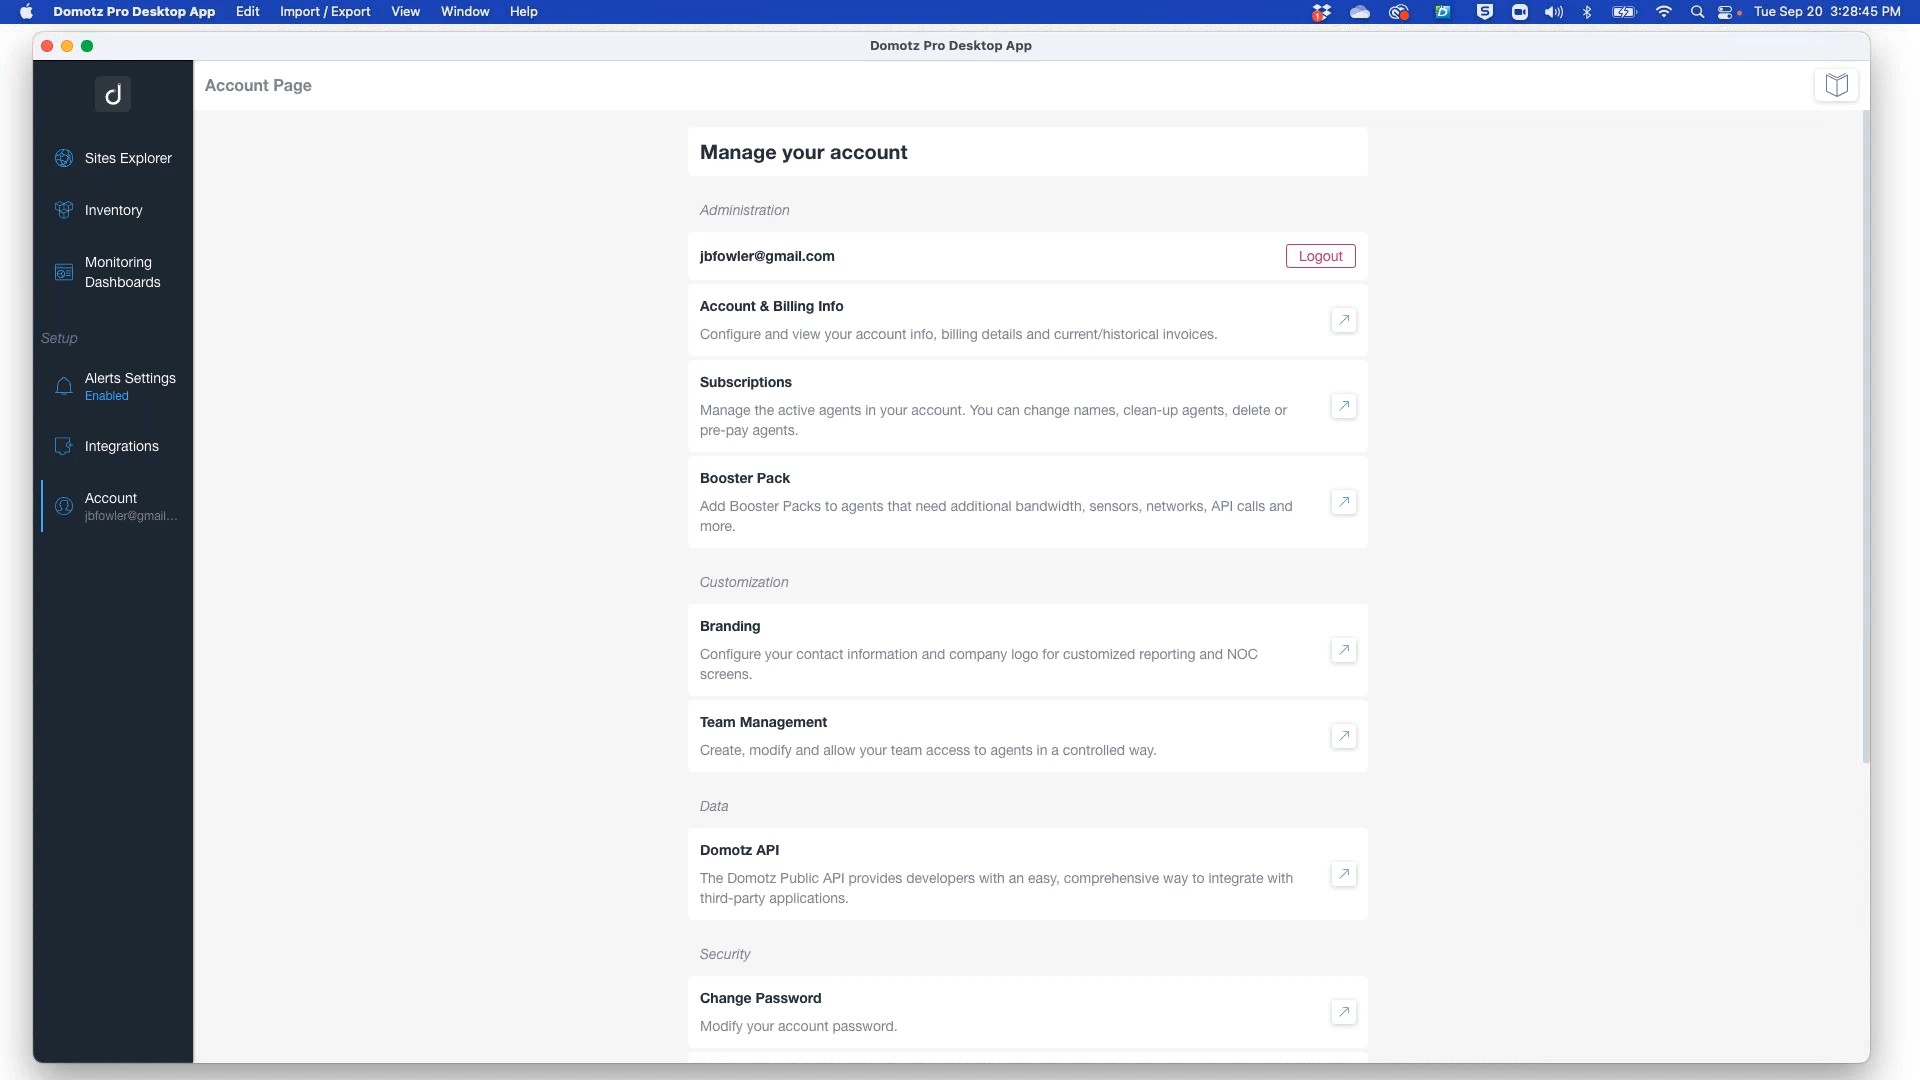 Domotz Pro Desktop App Edit Import / Export View Window Help Tue Sep 20 3:28:45 PM
Domotz Pro Desktop App
Account Page
Sites Explorer
Inventory
Monitoring
Dashboards
Setup
Alerts Settings
Enabled
Integrations
Account
jbfowler@gmail...
Manage your account
Administration
jbfowler@gmail.com Logout
Account & Billing Info
Configure and view your account info, billing details and current/historical invoices.
Subscriptions
Manage the active agents in your account. You can change names, clean-up agents, delete or
pre-pay agents.
Booster Pack
Add Booster Packs to agents that need additional bandwidth, sensors, networks, API calls and
more.
Customization
Branding
Configure your contact information and company logo for customized reporting and NOC
screens.
Team Management
Create, modify and allow your team access to agents in a controlled way.
Data
Domotz API
The Domotz Public API provides developers with an easy, comprehensive way to integrate with
third-party applications.
Security
Change Password
Modify your account password.